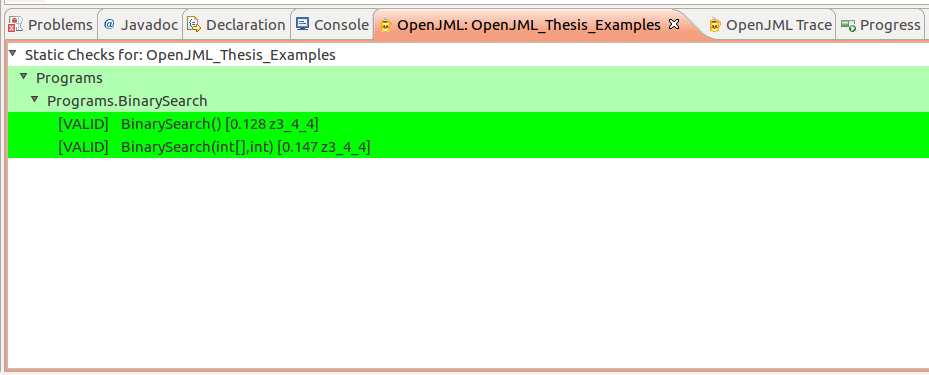 Problems @ Javadoc Declaration Console OpenJML: OpenJML_Thesis_Examples OpenJML Trace Progress
Static Checks for: OpenJML_Thesis_Examples
Programs
Programs.BinarySearch
[VALID] BinarySearch() [0.128 z3_4_4]
[VALID] BinarySearch(int[],int) [0.147 z3_4_4]